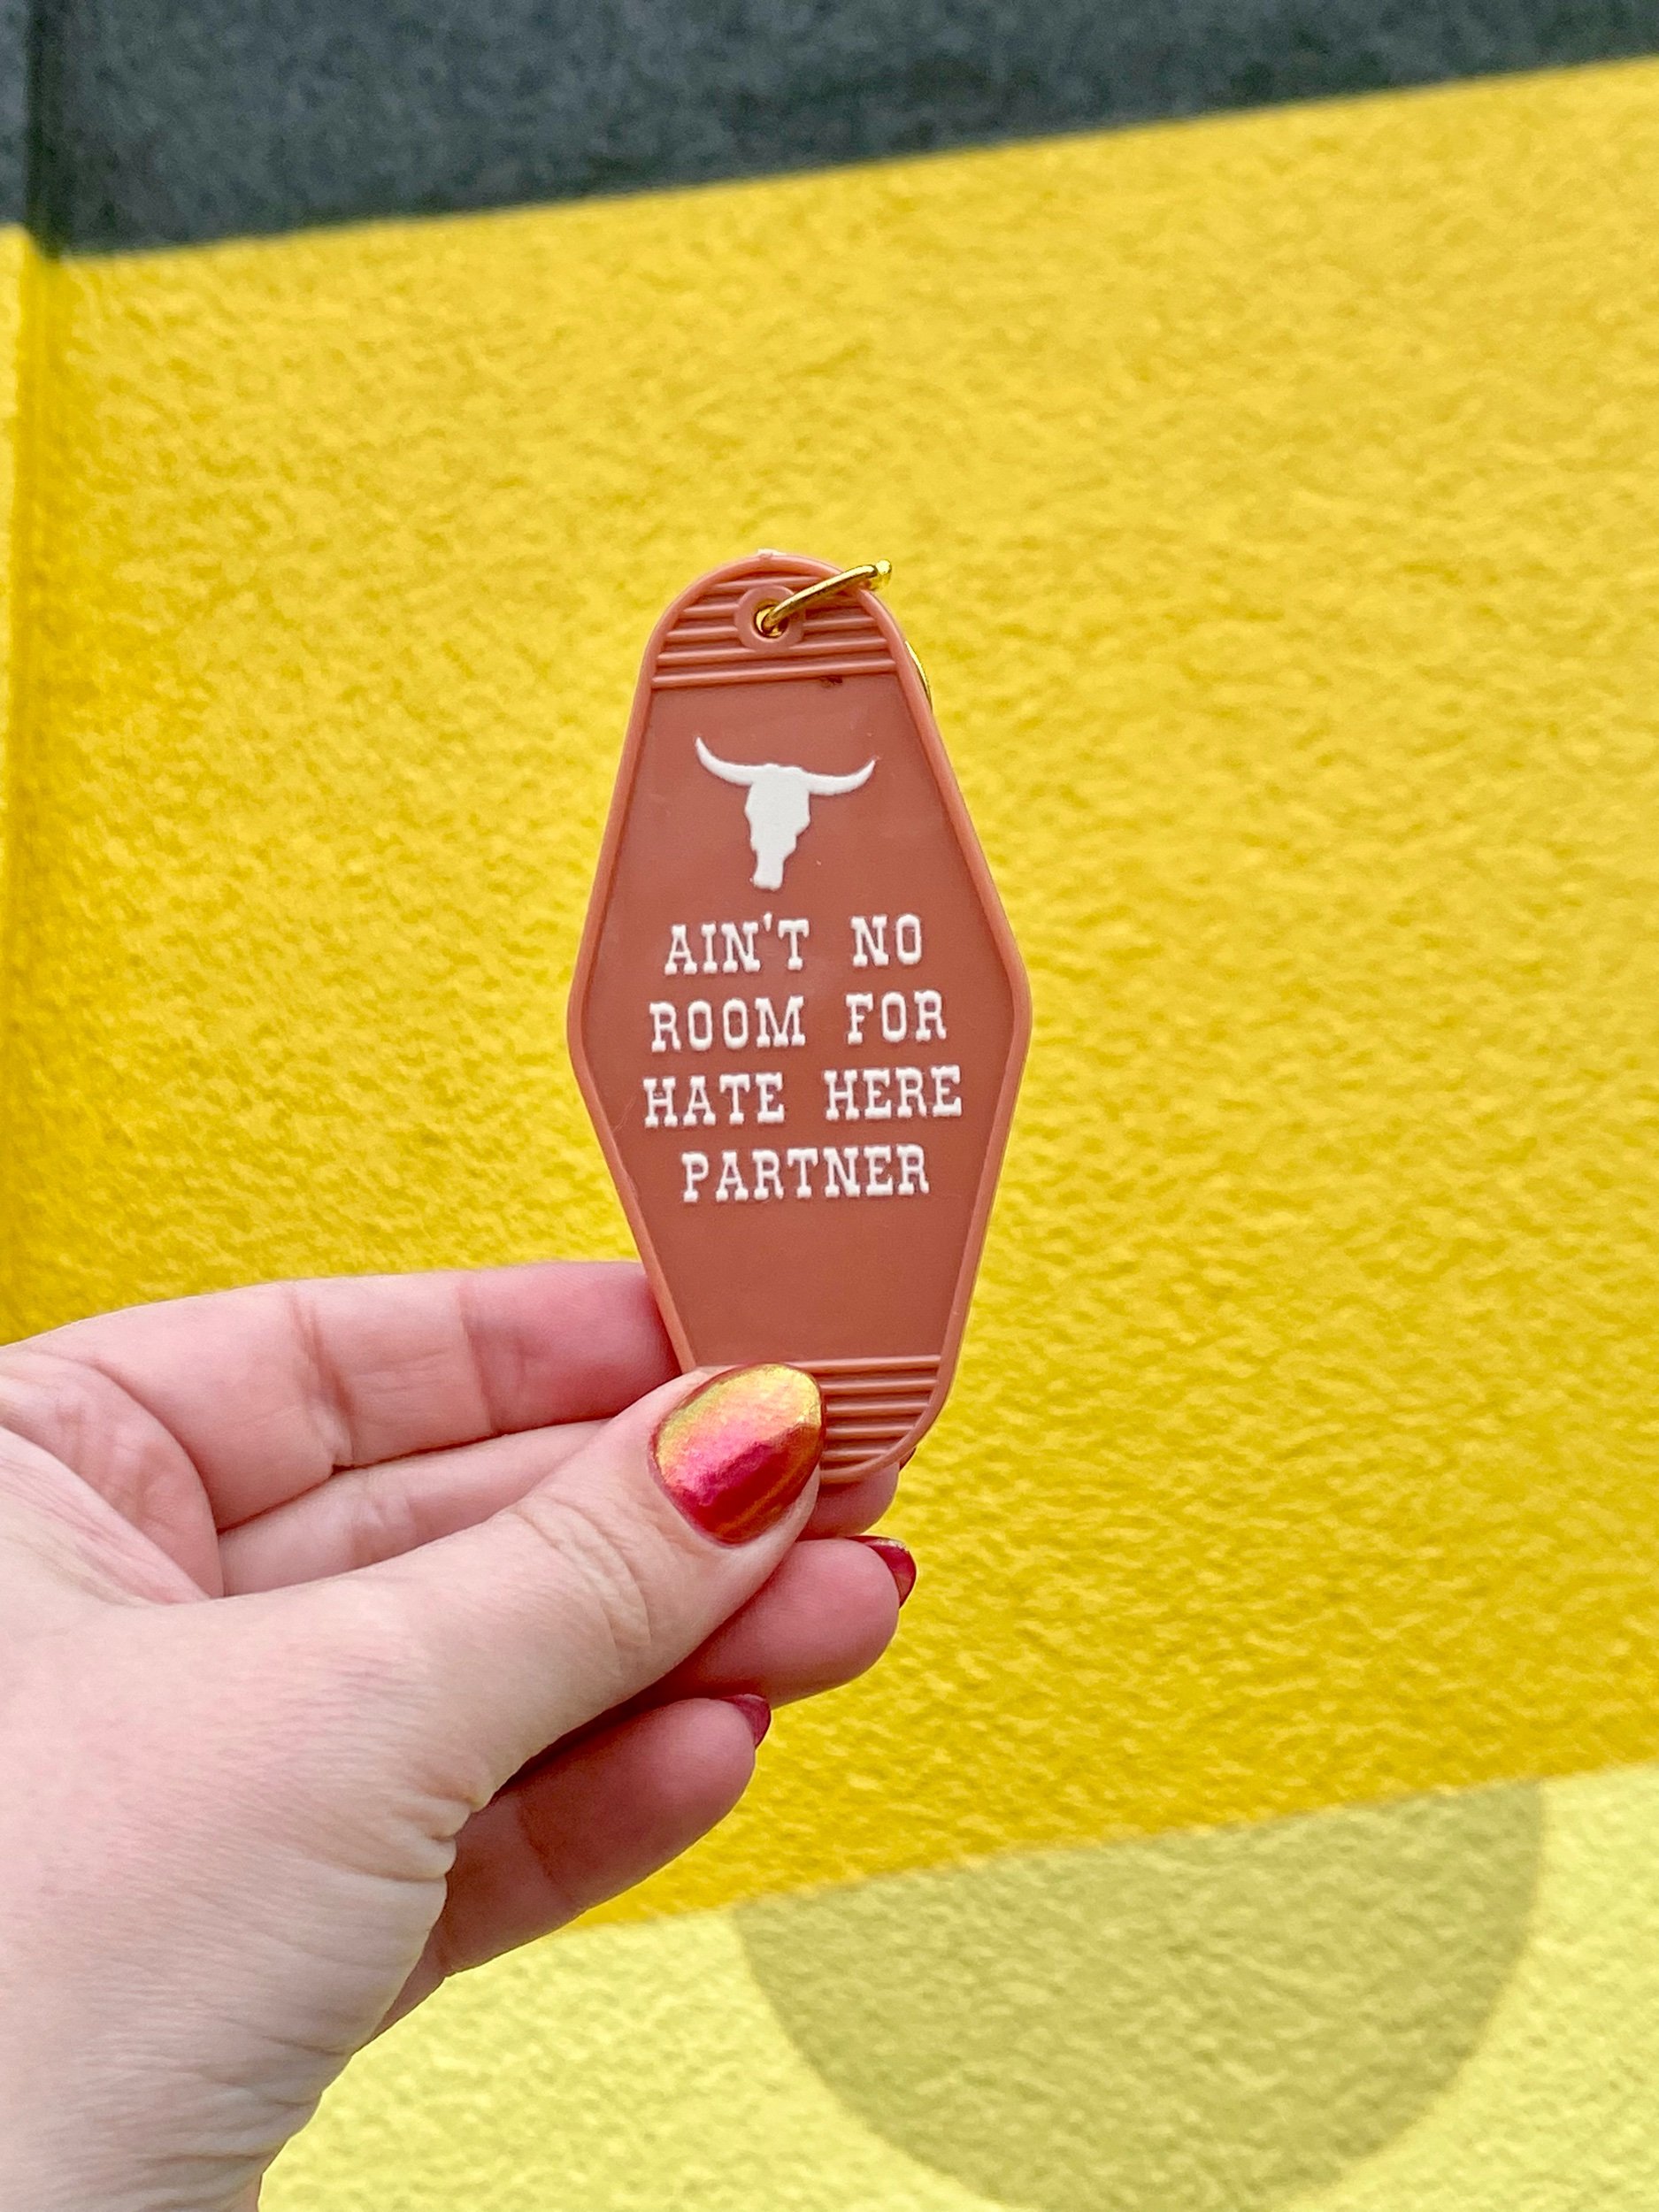 AIN'T NO
ROOM FOR
HATE HERE
PARTNER